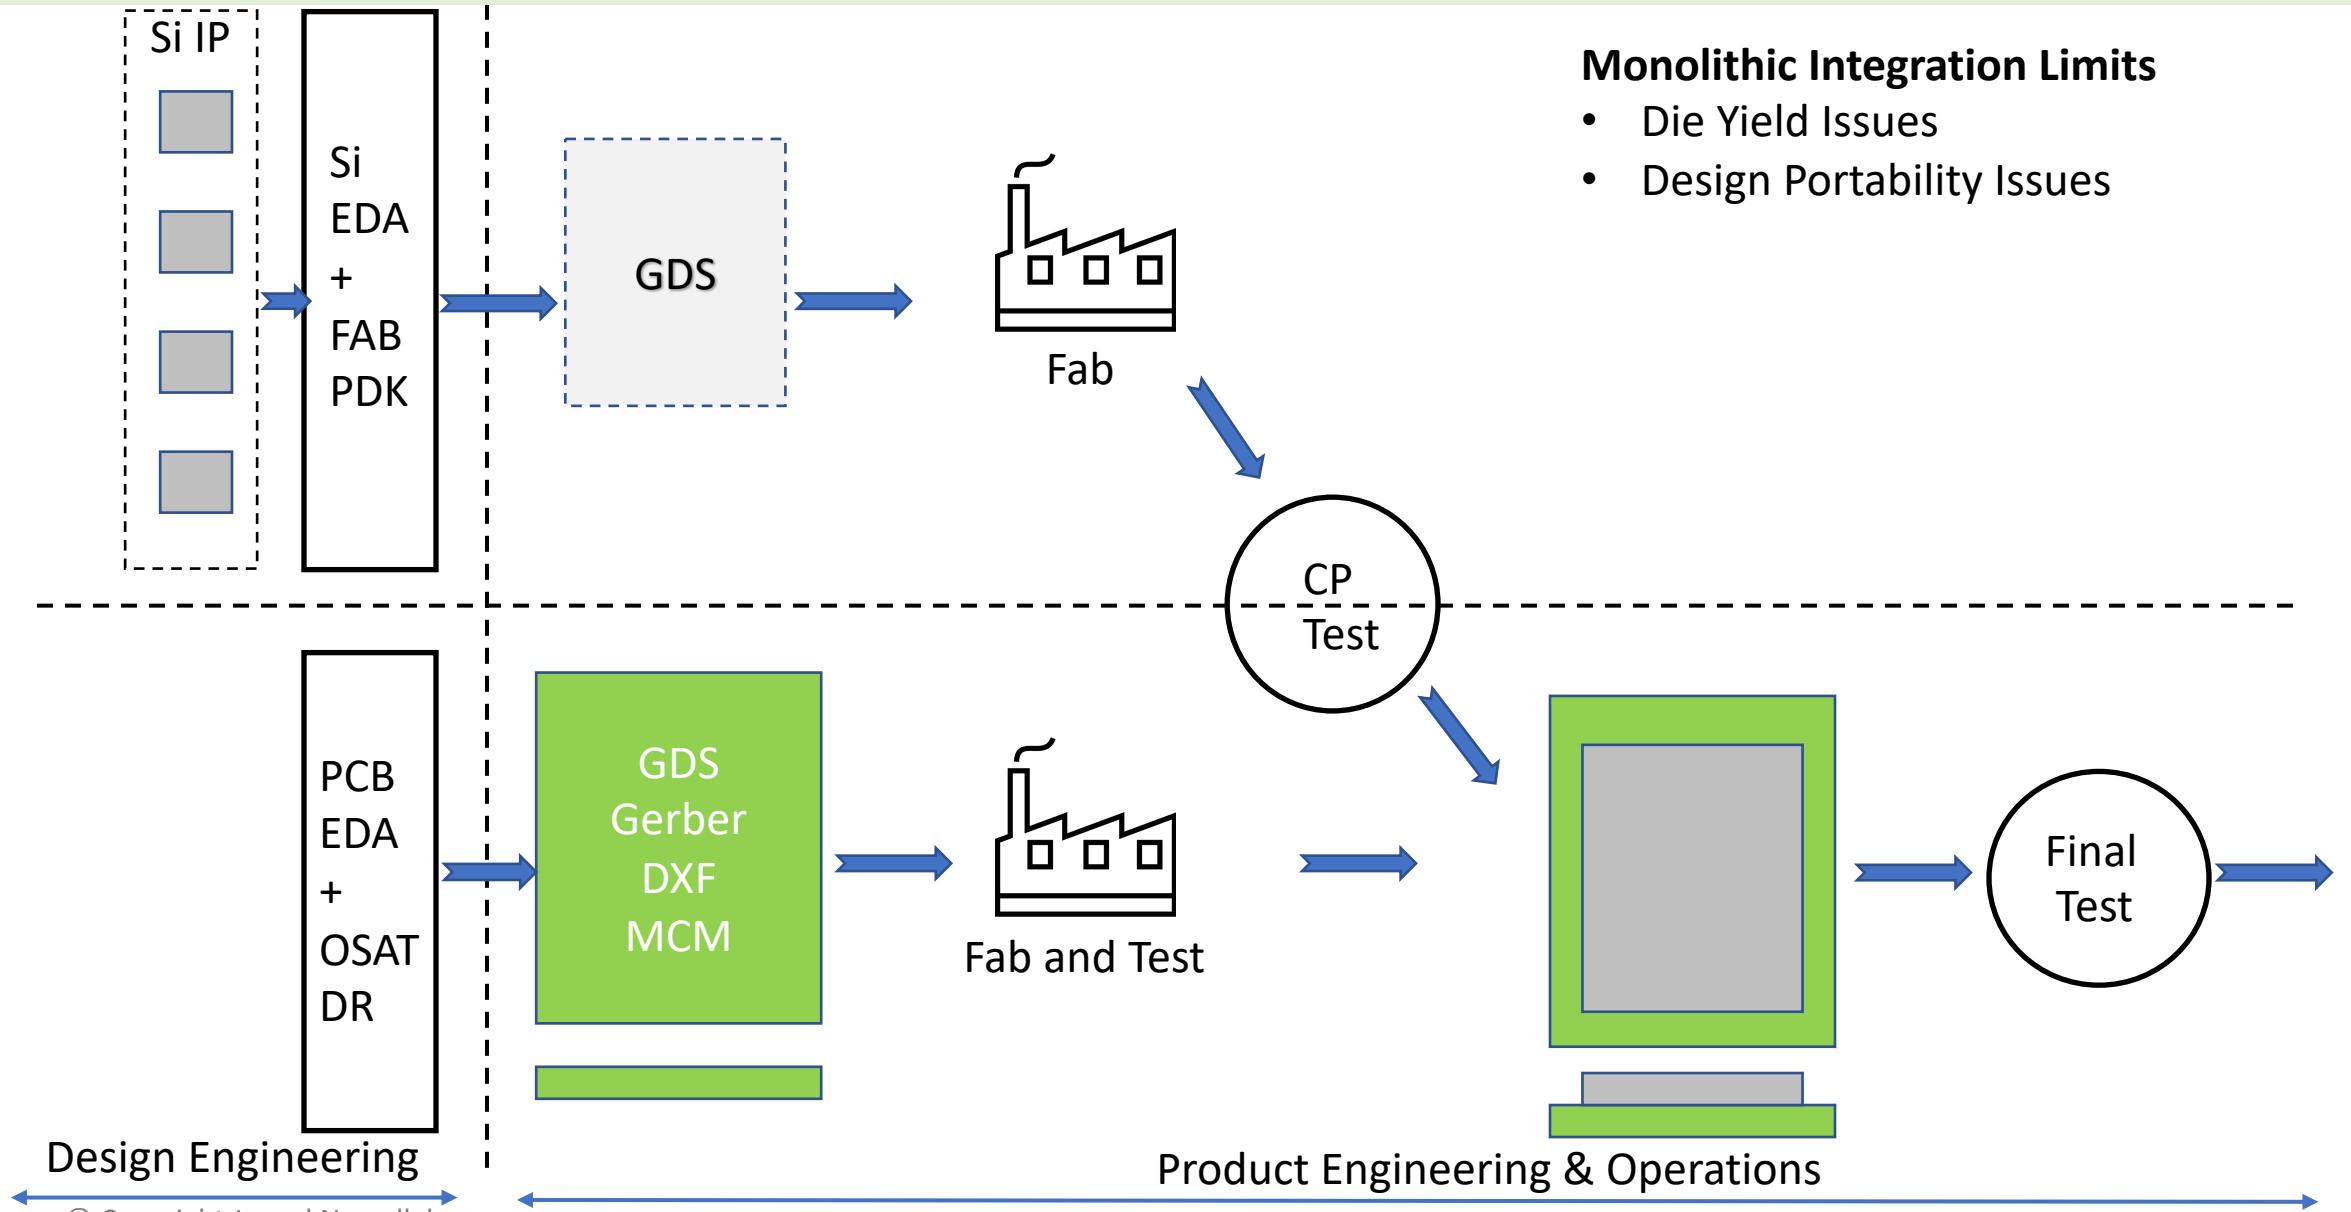 Si IP
Si
EDA
+
FAB
PDK
GDS
Fab
Monolithic Integration Limits
• Die Yield Issues
• Design Portability Issues
CP
Test
PCB
EDA
+
OSAT
DR
GDS
Gerber
DXF
MCM
Fab and Test
Final
Test
Design Engineering
Product Engineering & Operations